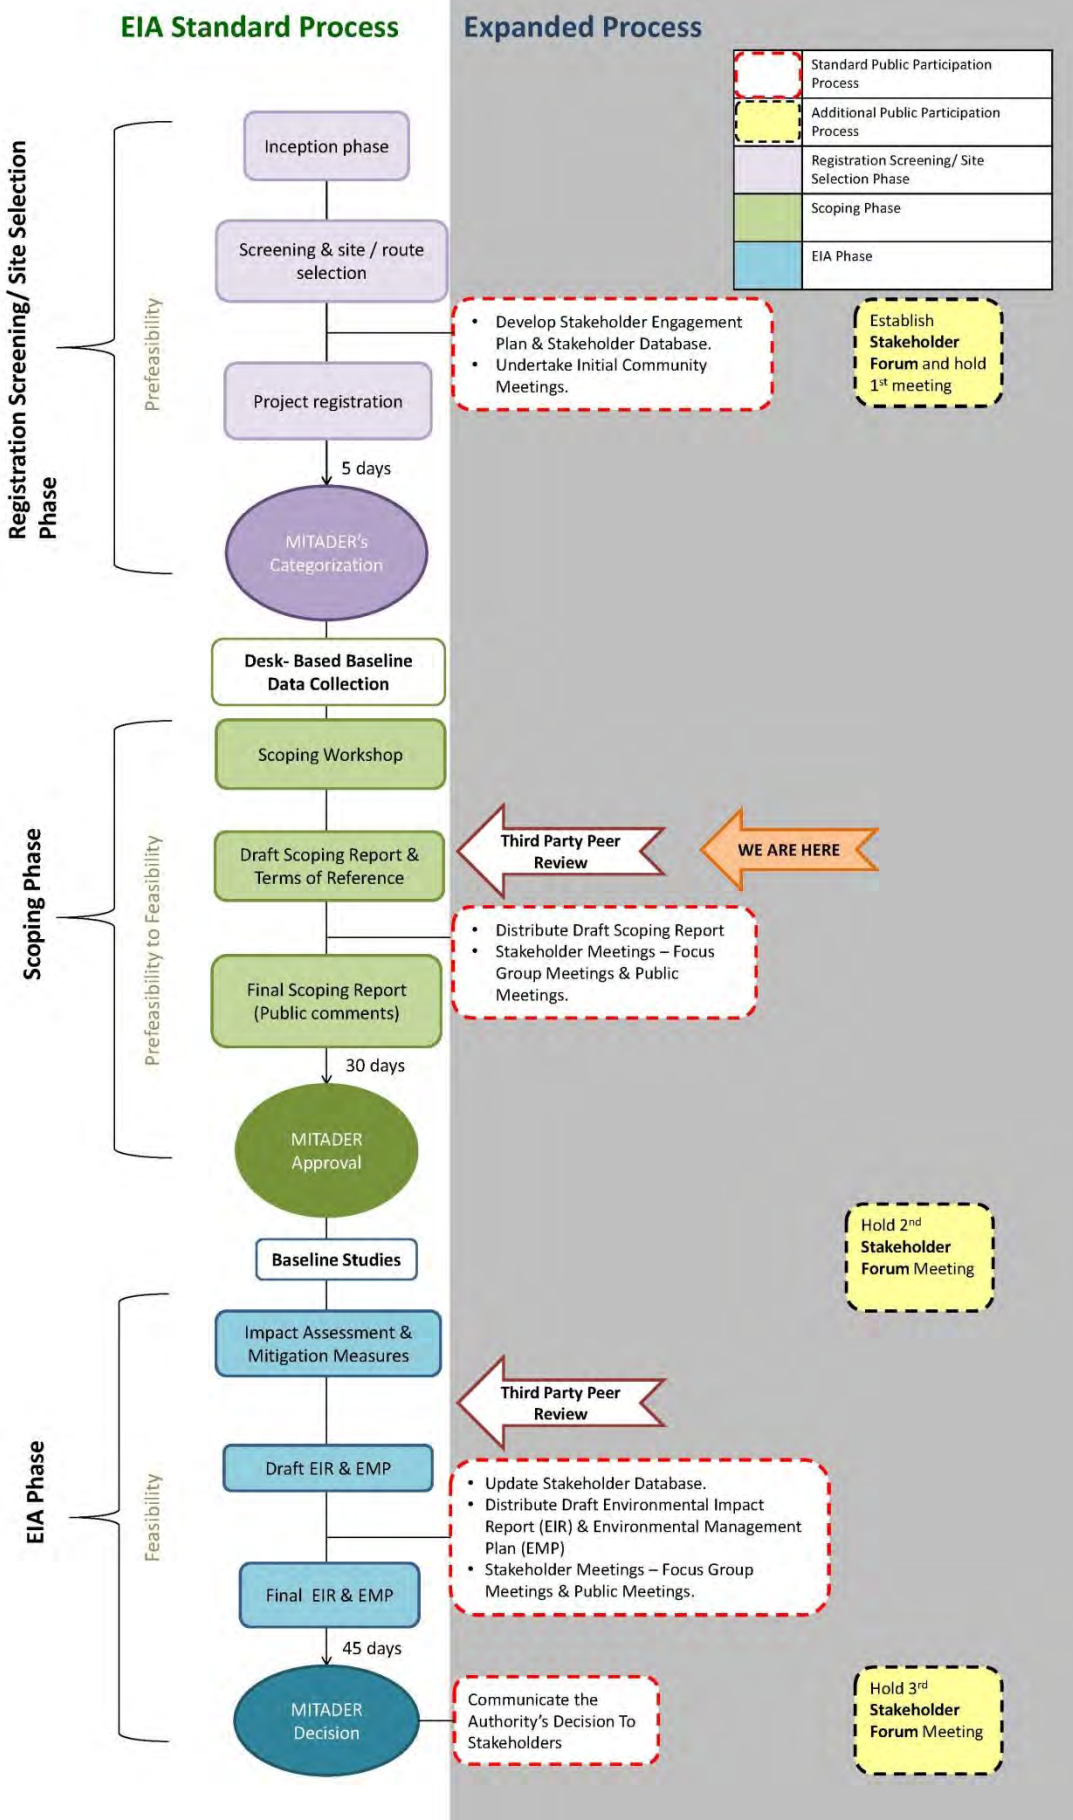 EIA Standard Process
Expanded Process
Standard Public Participation
Process
Additional Public Participation
Process
Registration Screening/ Site
Selection Phase
Scoping Phase
EIA Phase
Registration Screening/ Site Selection
Phase
Prefeasibility
Inception phase
Screening & site / route
selection
• Develop Stakeholder Engagement
Plan & Stakeholder Database.
• Undertake Initial Community
Meetings.
Establish
Stakeholder
Forum and hold
1st meeting
Project registration
5 days
MITADER's
Categorization
Desk- Based Baseline
Data Collection
Scoping Phase
Prefeasibility to Feasibility
Scoping Workshop
Draft Scoping Report &
Terms of Reference
Third Party Peer
Review
WE ARE HERE
• Distribute Draft Scoping Report
• Stakeholder Meetings – Focus
Group Meetings & Public
Meetings.
Final Scoping Report
(Public comments)
30 days
MITADER
Approval
Hold 2nd
Stakeholder
Forum Meeting
Baseline Studies
EIA Phase
Feasibility
Impact Assessment &
Mitigation Measures
Third Party Peer
Review
Draft EIR & EMP
• Update Stakeholder Database.
• Distribute Draft Environmental Impact
Report (EIR) & Environmental Management
Plan (EMP)
• Stakeholder Meetings – Focus Group
Meetings & Public Meetings.
Final EIR & EMP
45 days
MITADER
Decision
Communicate the
Authority's Decision To
Stakeholders
Hold 3rd
Stakeholder
Forum Meeting